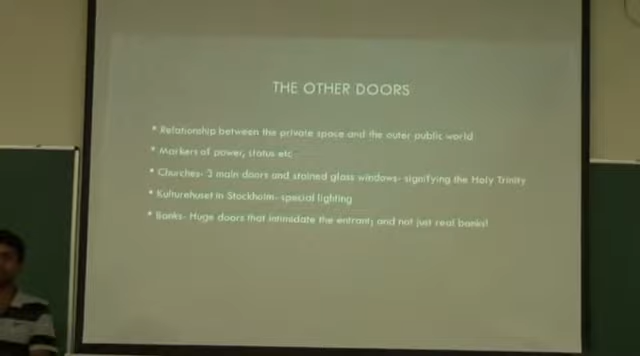 THE OTHER DOORS
* Relationship between the private space and the outer public world
* Markers of power, status etc
* Churches- 3 main doors and stained glass windows- signifying the Holy Trinity
* Kulturehuset in Stockholm- special lighting
* Banks- Huge doors that intimidate the entrant; and not just real banks!